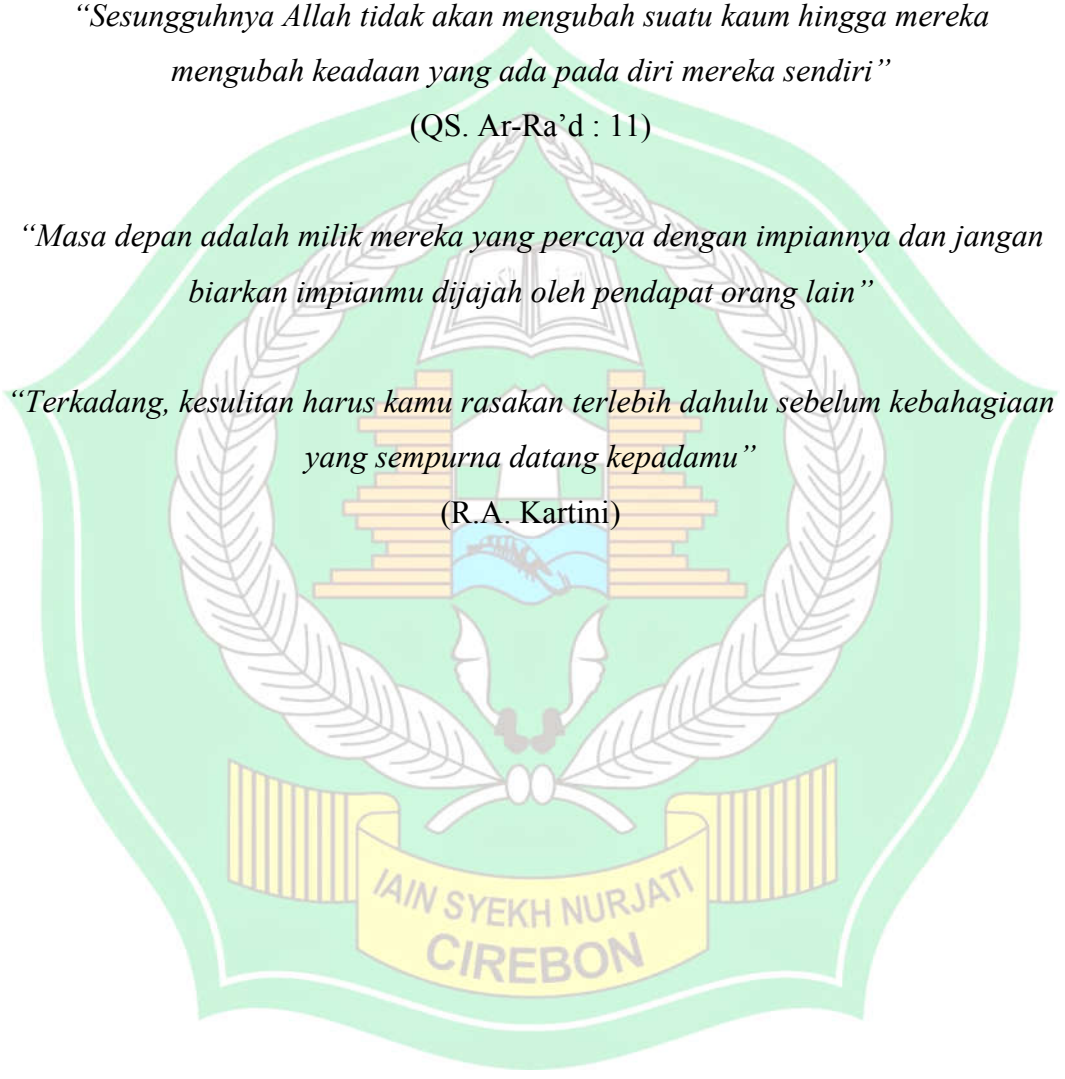 “Sesungguhnya Allah tidak akan mengubah suatu kaum hingga mereka
mengubah keadaan yang ada pada diri mereka sendiri”
(QS. Ar-Ra’d : 11)
“Masa depan adalah milik mereka yang percaya dengan impiannya dan jangan
biarkan impianmu dijajah oleh pendapat orang lain”
“Terkadang, kesulitan harus kamu rasakan terlebih dahulu sebelum kebahagiaan
yang sempurna datang kepadamu”
(R.A. Kartini)
IAIN SYEKH NURJATI
CIREBON